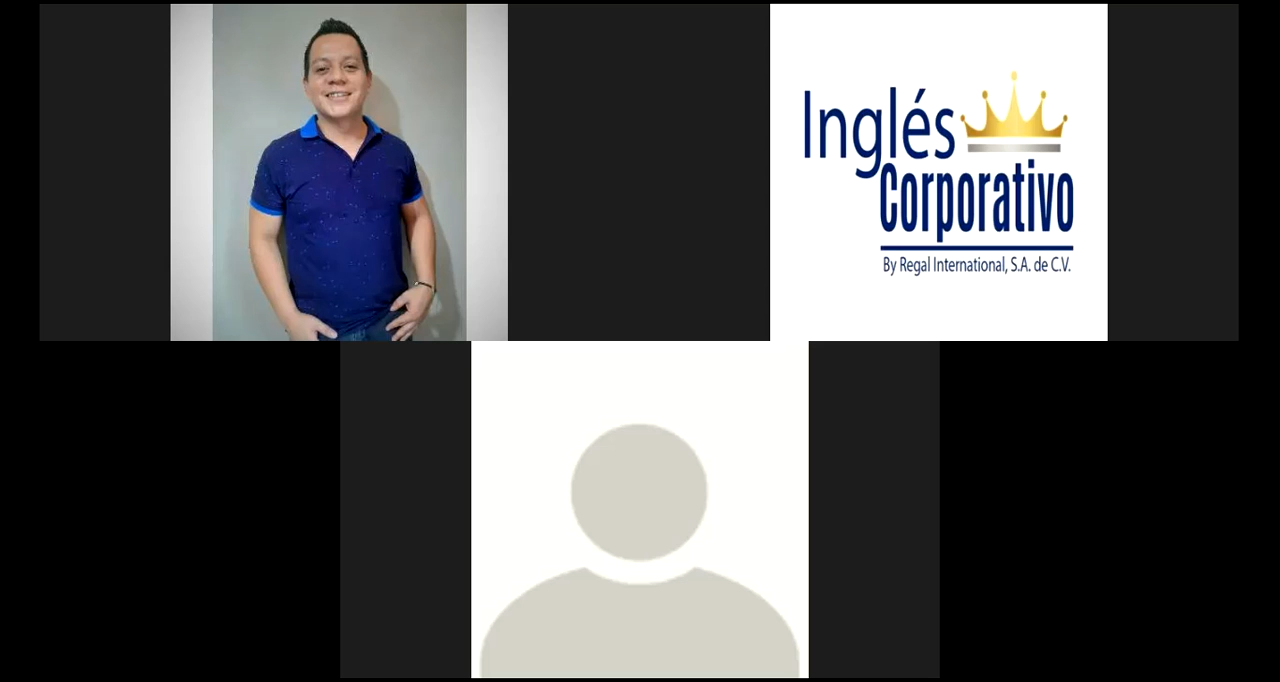 Inglés
Corporativo
By Regal International, S.A. de C.V.